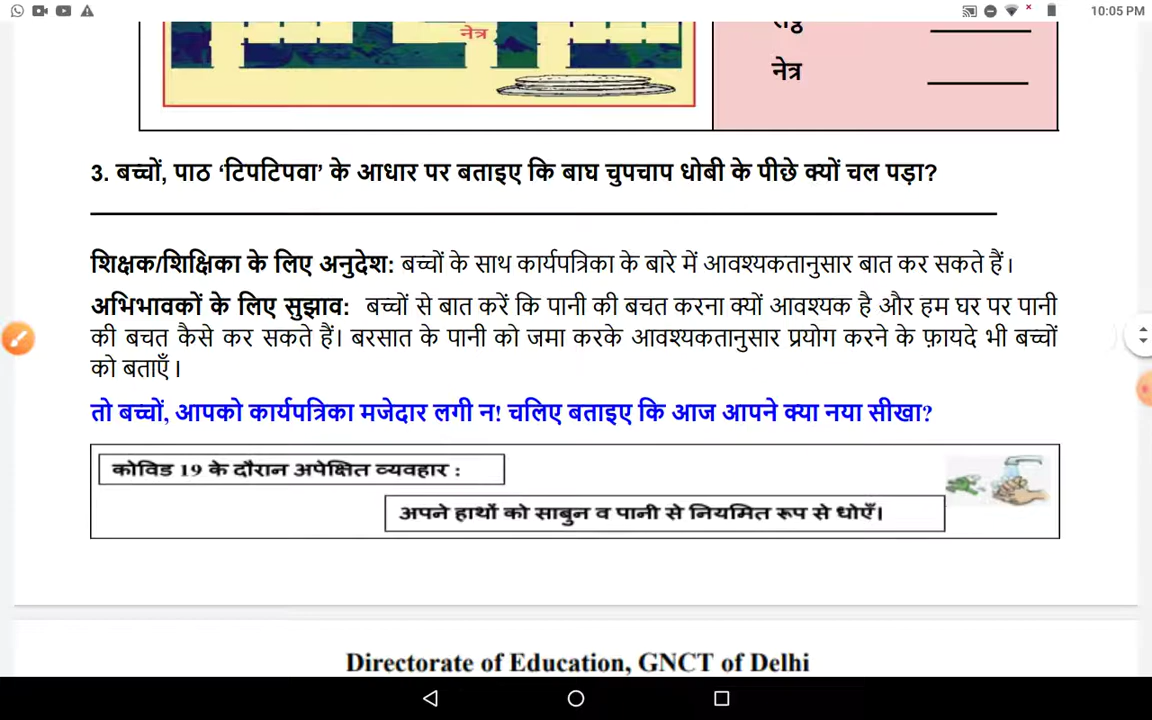 10:05 PM
नेत्र
नेत्र
3. बच्चों, पाठ ‘टिपटिपवा’ के आधार पर बताइए कि बाघ चुपचाप धोबी के पीछे क्यों चल पड़ा?
शिक्षक/शिक्षिका के लिए अनुदेश: बच्चों के साथ कार्यपत्रिका के बारे में आवश्यकतानुसार बात कर सकते हैं।
अभिभावकों के लिए सुझाव: बच्चों से बात करें कि पानी की बचत करना क्यों आवश्यक है और हम घर पर पानी
की बचत कैसे कर सकते हैं। बरसात के पानी को जमा करके आवश्यकतानुसार प्रयोग करने के फ़ायदे भी बच्चों
को बताएँ ।
तो बच्चों, आपको कार्यपत्रिका मजेदार लगी न! चलिए बताइए कि आज आपने क्या नया सीखा?
कोविड 19 के दौरान अपेक्षित व्यवहार :
अपने हाथों को साबुन व पानी से नियमित रूप से धोएँ।
Directorate of Education, GNCT of Delhi